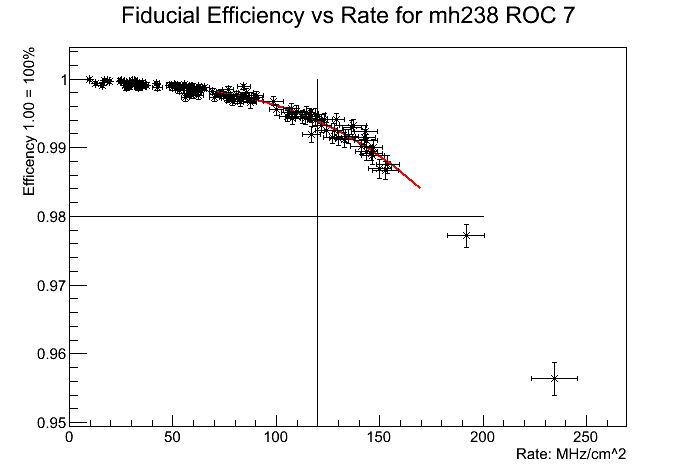 Fiducial Efficiency vs Rate for mh238 ROC 7
Efficency 1.00 = 100%
1
0.99
0.98
0.97
0.96
0.95
0 50 100 150 200 250
Rate: MHz/cm^2